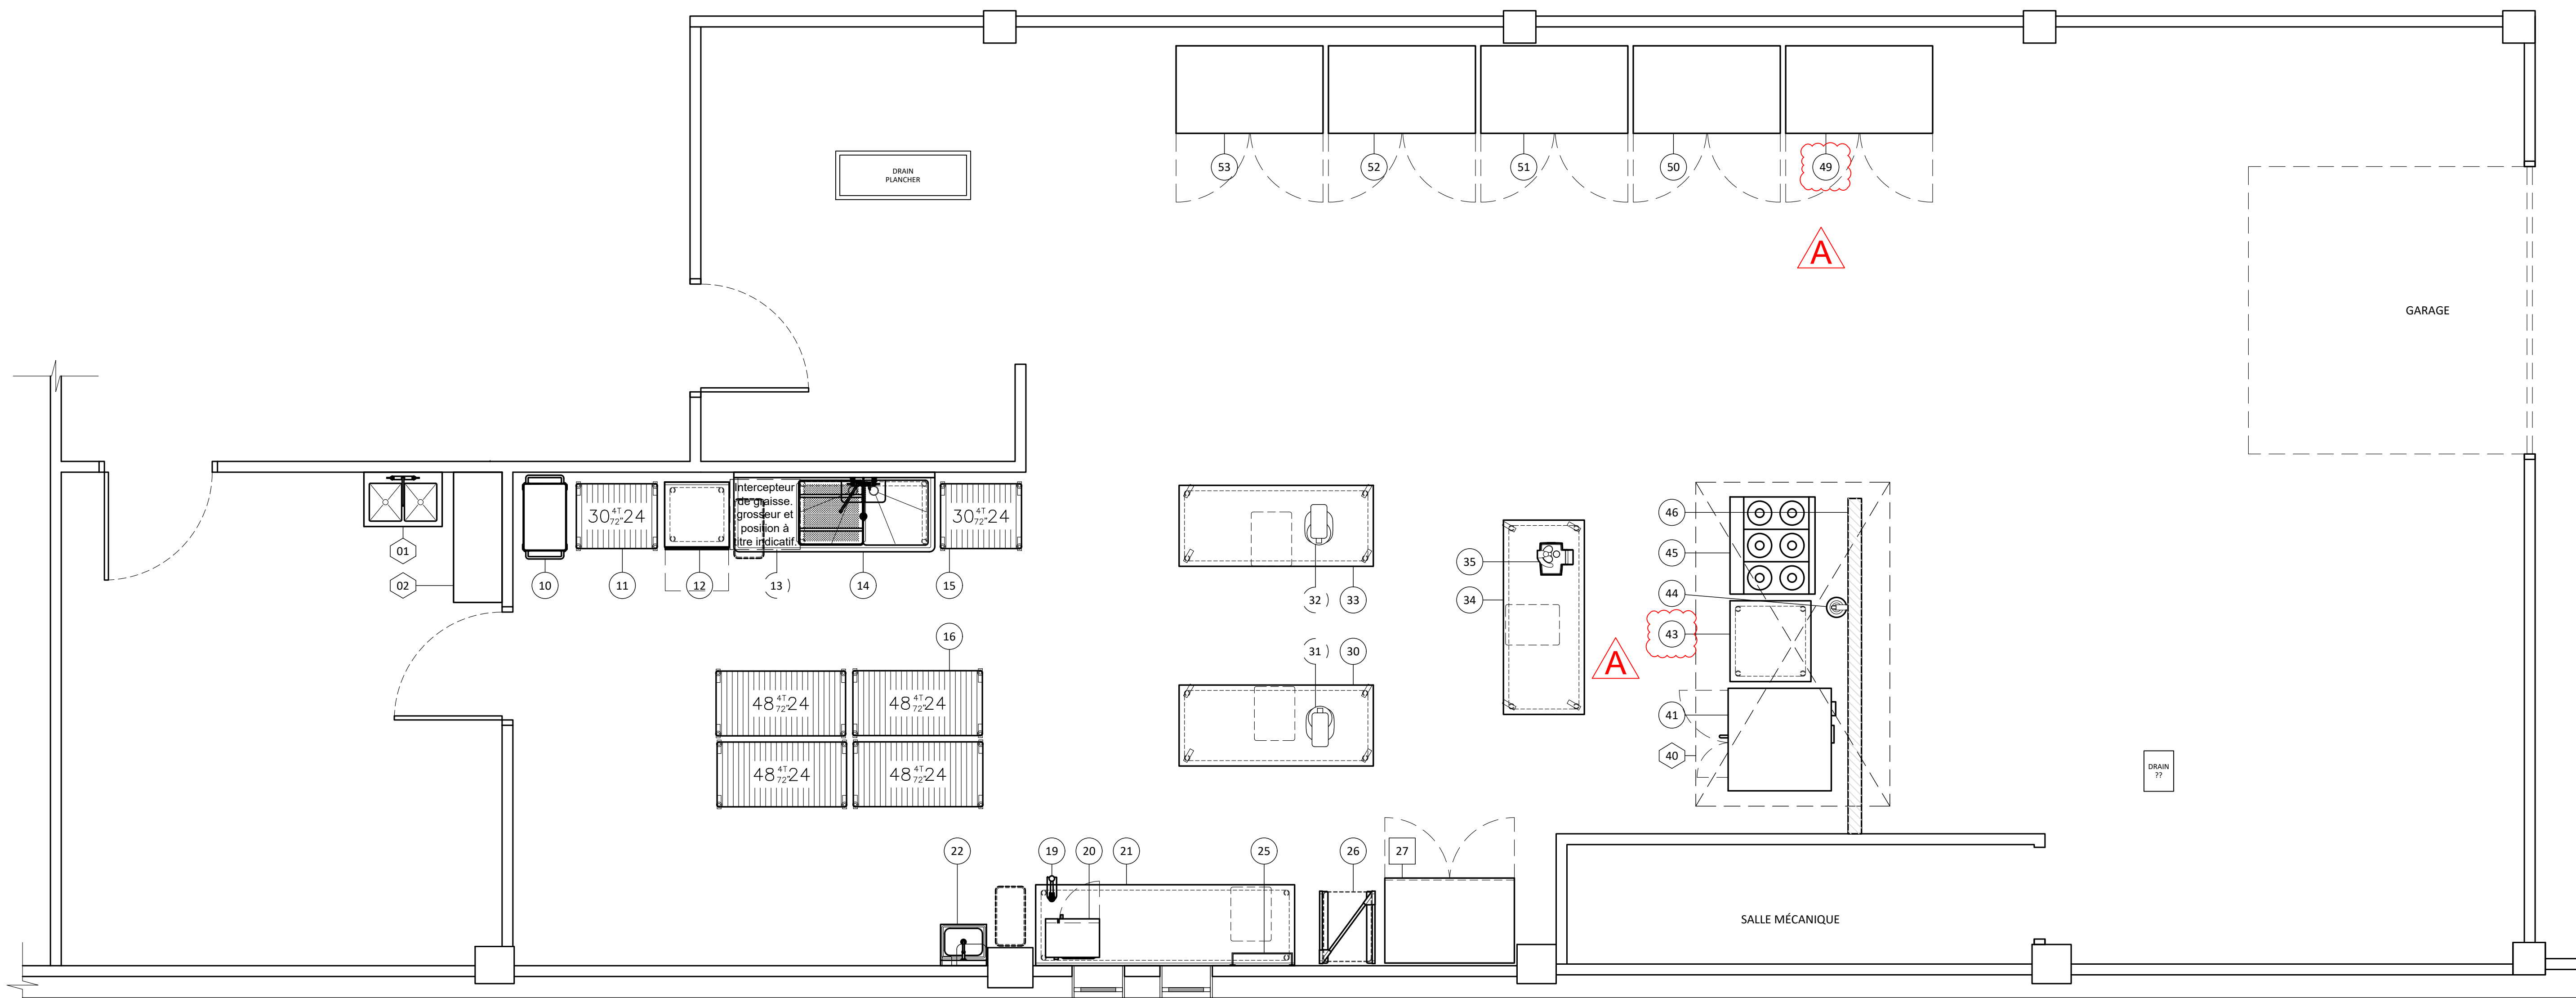 53
52
51
50
49
DRAIN
PLANCHER
A
GARAGE
Intercepteur
de graisse.
grosseur et
position à
titre indicatif.
30 4T 72" 24
30 4T 72" 24
01
02
10
11
12
13
14
15
16
32
33
35
34
46
45
44
43
31
30
A
48 4T 72" 24
48 4T 72" 24
48 4T 72" 24
48 4T 72" 24
41
40
DRAIN
??
22
19
20
21
25
26
27
SALLE MÉCANIQUE